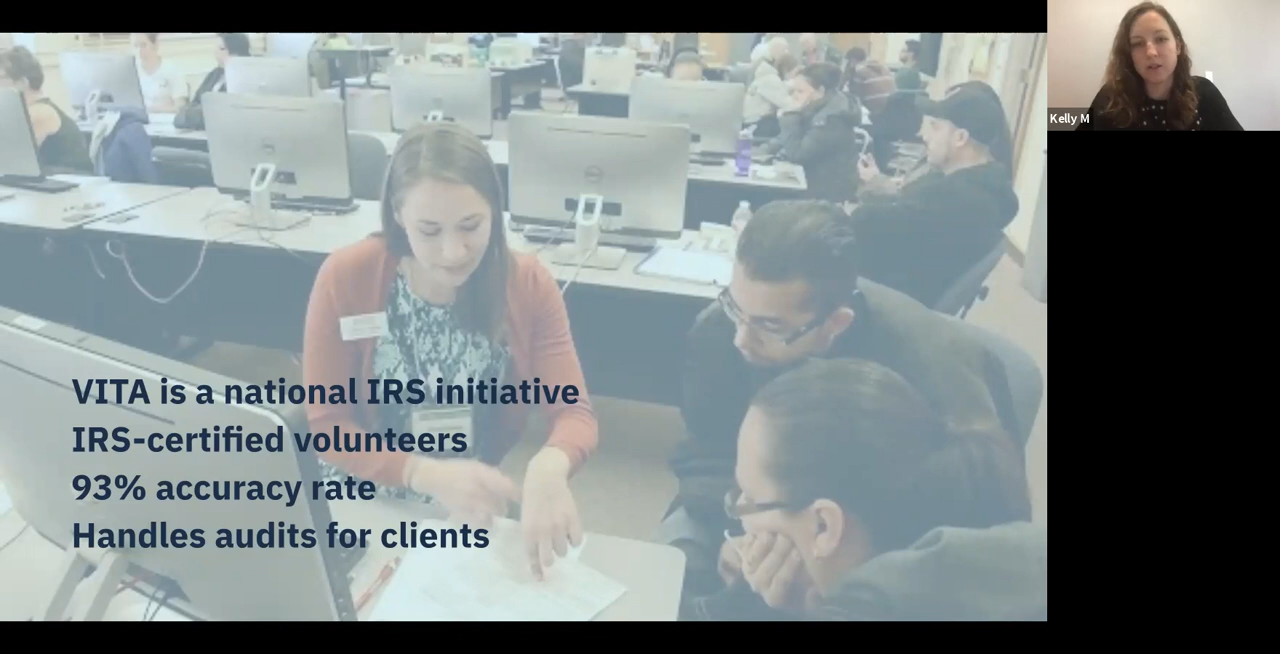 VITA is a national IRS initiative
IRS-certified volunteers
93% accuracy rate
Handles audits for clients
Kelly M